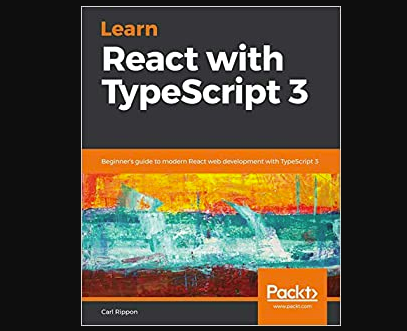 Learn
React with
TypeScript 3
Beginner's guide to modern React web development with TypeScript 3
Packt>
www.packt.com
Carl Rippon